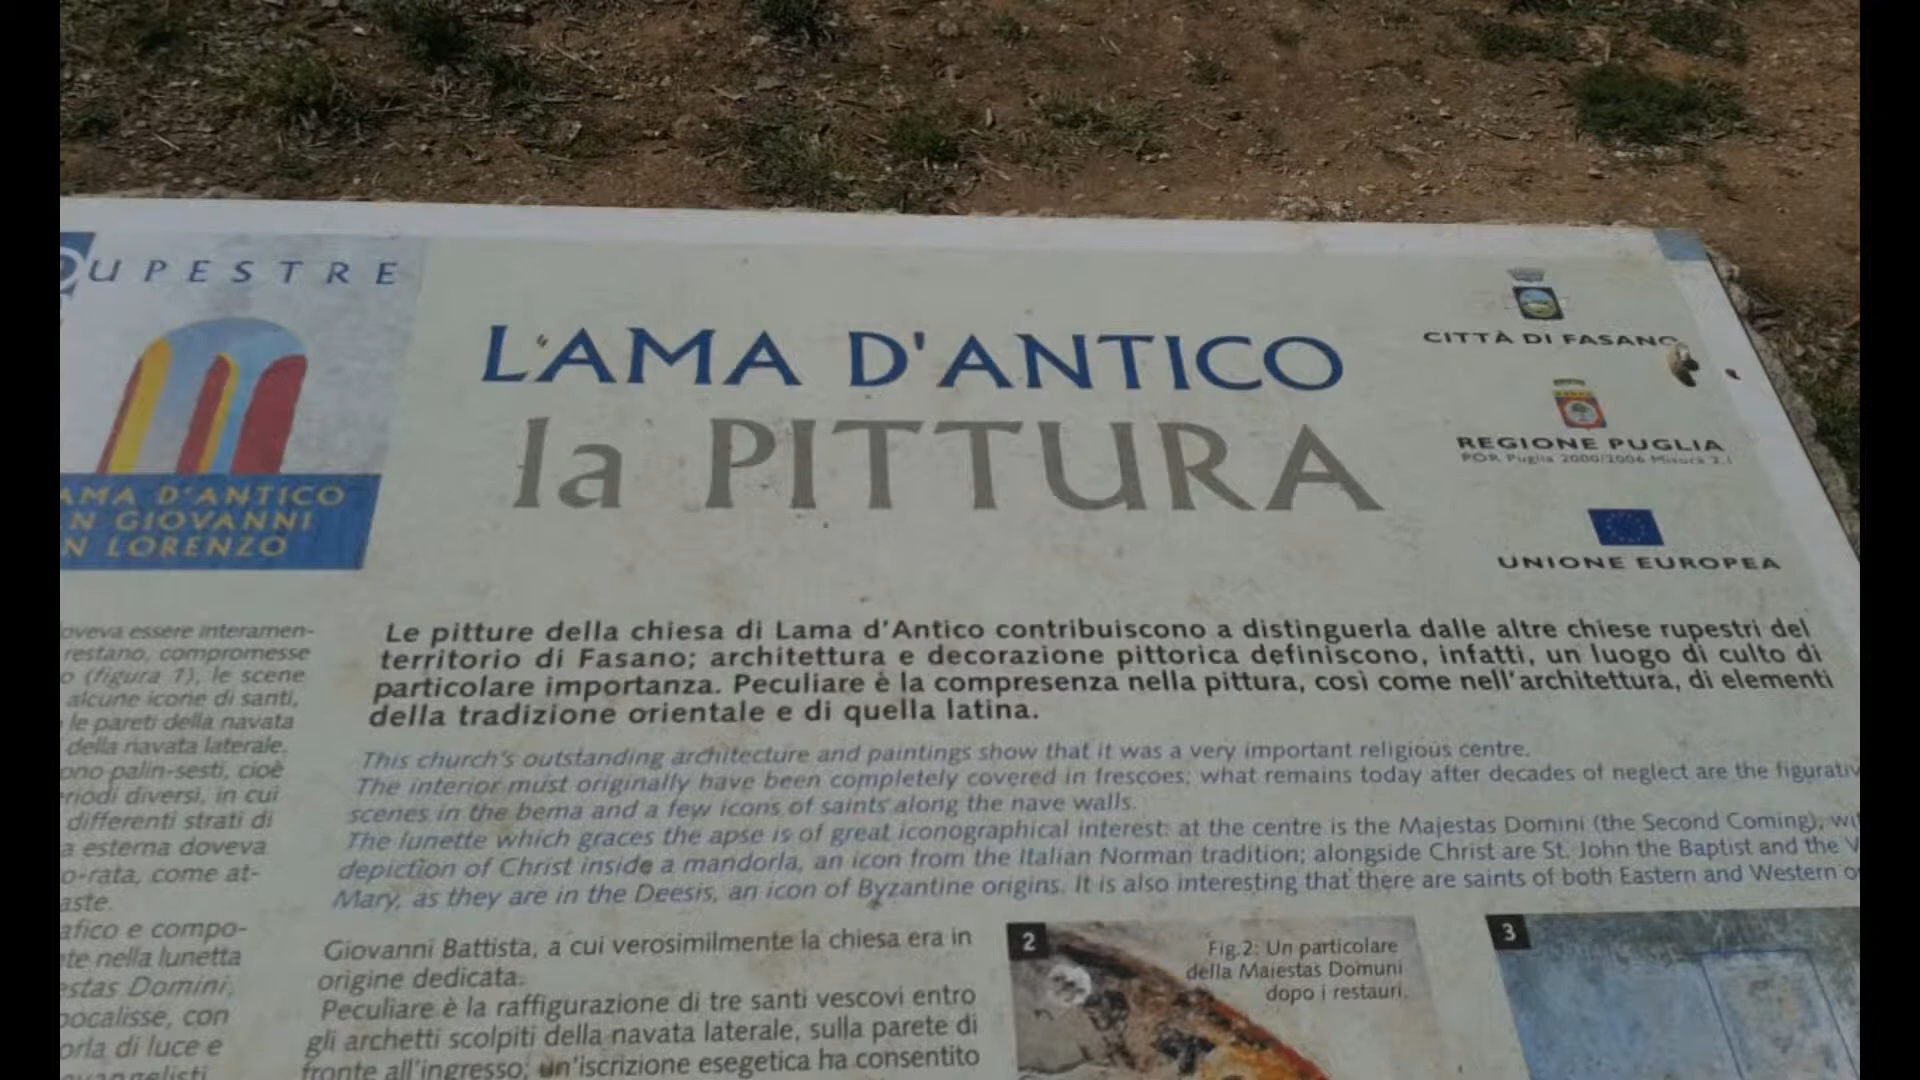 RUPESTRE
LAMA D'ANTICO
la PITTURA
CITTÀ DI FASANO
REGIONE PUGLIA
POR Puglia 2000/2006 Misura 2.1
UNIONE EUROPEA
AMA D'ANTICO
N GIOVANNI
N LORENZO
oveva essere interamen-
restano, compromesse
o (figura 1), le scene
alcune icone di santi,
le pareti della navata
della navata laterale.
ono palin-sesti, cioè
riodi diversi, in cui
differenti strati di
a esterna doveva
o-rata, come at-
aste.
afico e compo-
te nella lunetta
estas Domini,
pocalisse, con
orla di luce e
evangelisti
Le pitture della chiesa di Lama d'Antico contribuiscono a distinguerla dalle altre chiese rupestri del
territorio di Fasano; architettura e decorazione pittorica definiscono, infatti, un luogo di culto di
particolare importanza. Peculiare è la compresenza nella pittura, così come nell'architettura, di elementi
della tradizione orientale e di quella latina.
This church's outstanding architecture and paintings show that it was a very important religious centre.
The interior must originally have been completely covered in frescoes; what remains today after decades of neglect are the figurativ
scenes in the bema and a few icons of saints along the nave walls.
The lunette which graces the apse is of great iconographical interest: at the centre is the Majestas Domini (the Second Coming), wi
depiction of Christ inside a mandorla, an icon from the Italian Norman tradition; alongside Christ are St. John the Baptist and the V
Mary, as they are in the Deesis, an icon of Byzantine origins. It is also interesting that there are saints of both Eastern and Western o
Giovanni Battista, a cui verosimilmente la chiesa era in
origine dedicata.
Peculiare è la raffigurazione di tre santi vescovi entro
gli archetti scolpiti della navata laterale, sulla parete di
fronte all'ingresso; un'iscrizione esegetica ha consentito
2
Fig.2: Un particolare
della Maiestas Domuni
dopo i restauri.
3